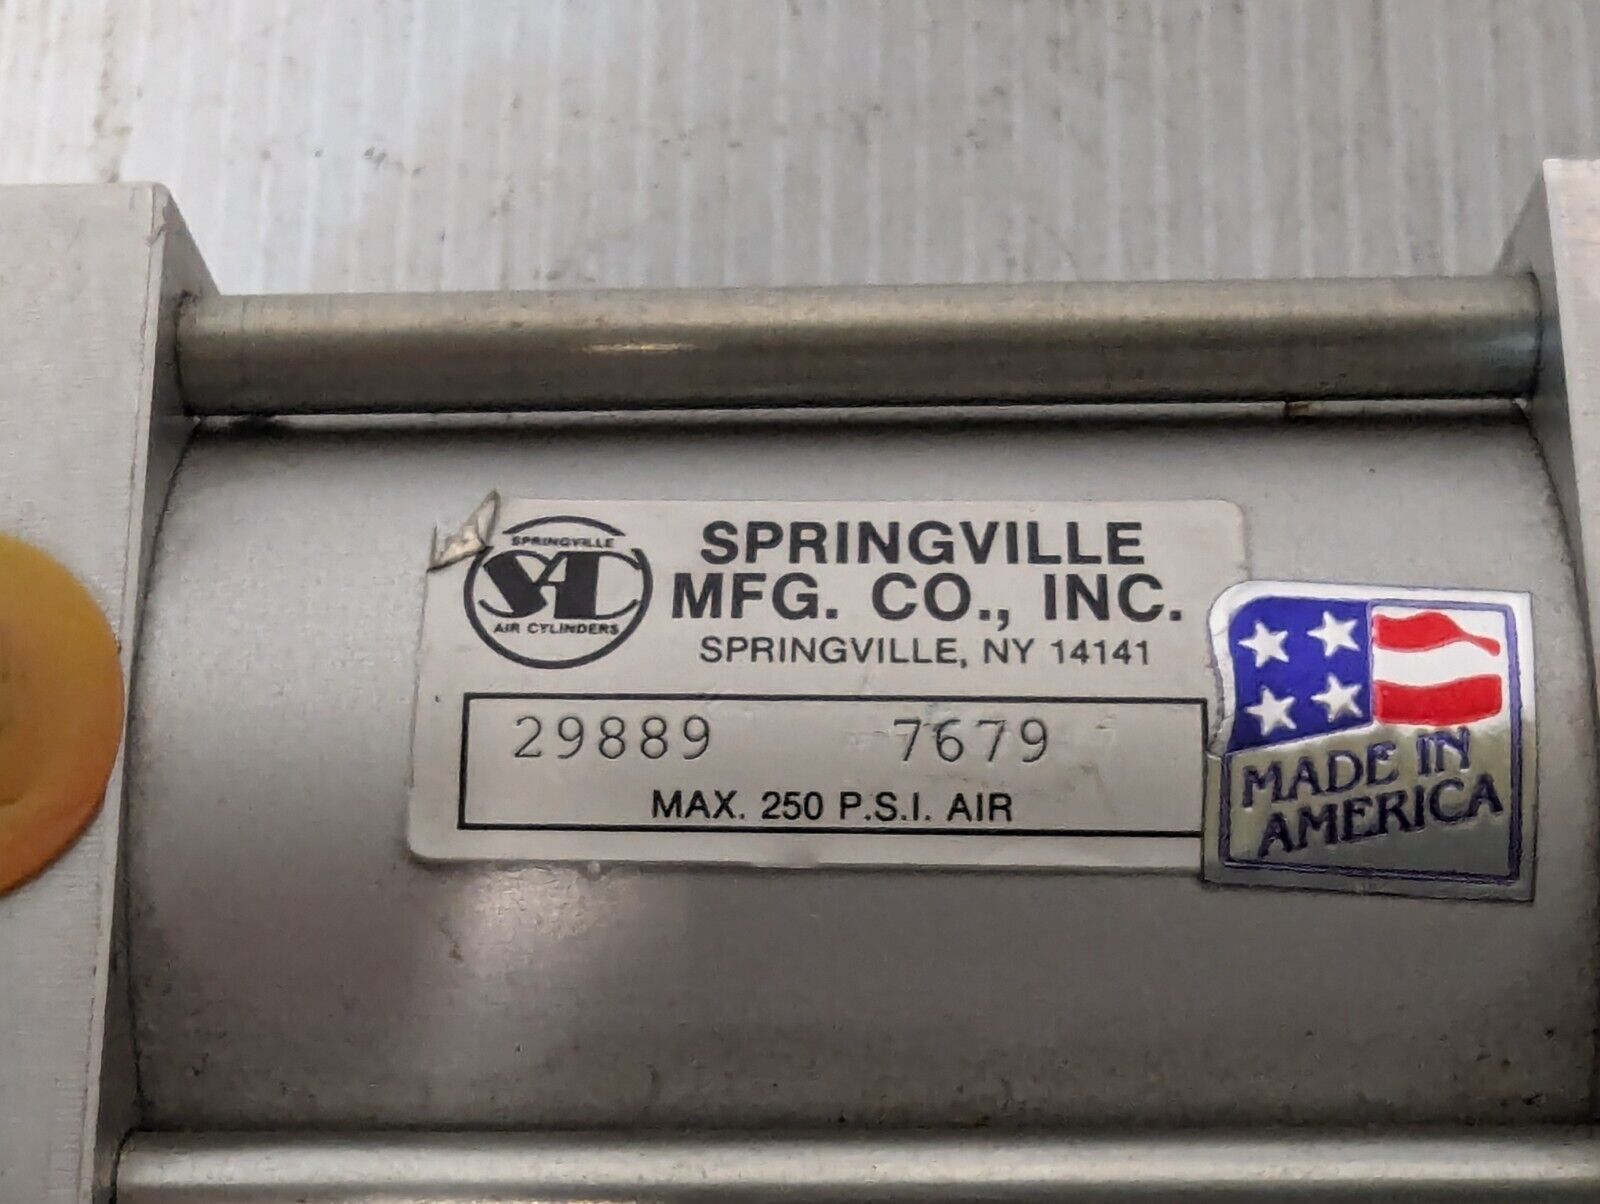 SPRINGVILLE
SAC
AIR CYLINDERS
SPRINGVILLE
MFG. CO., INC.
SPRINGVILLE, NY 14141
29889 7679
MAX. 250 P.S.I. AIR
MADE IN
AMERICA